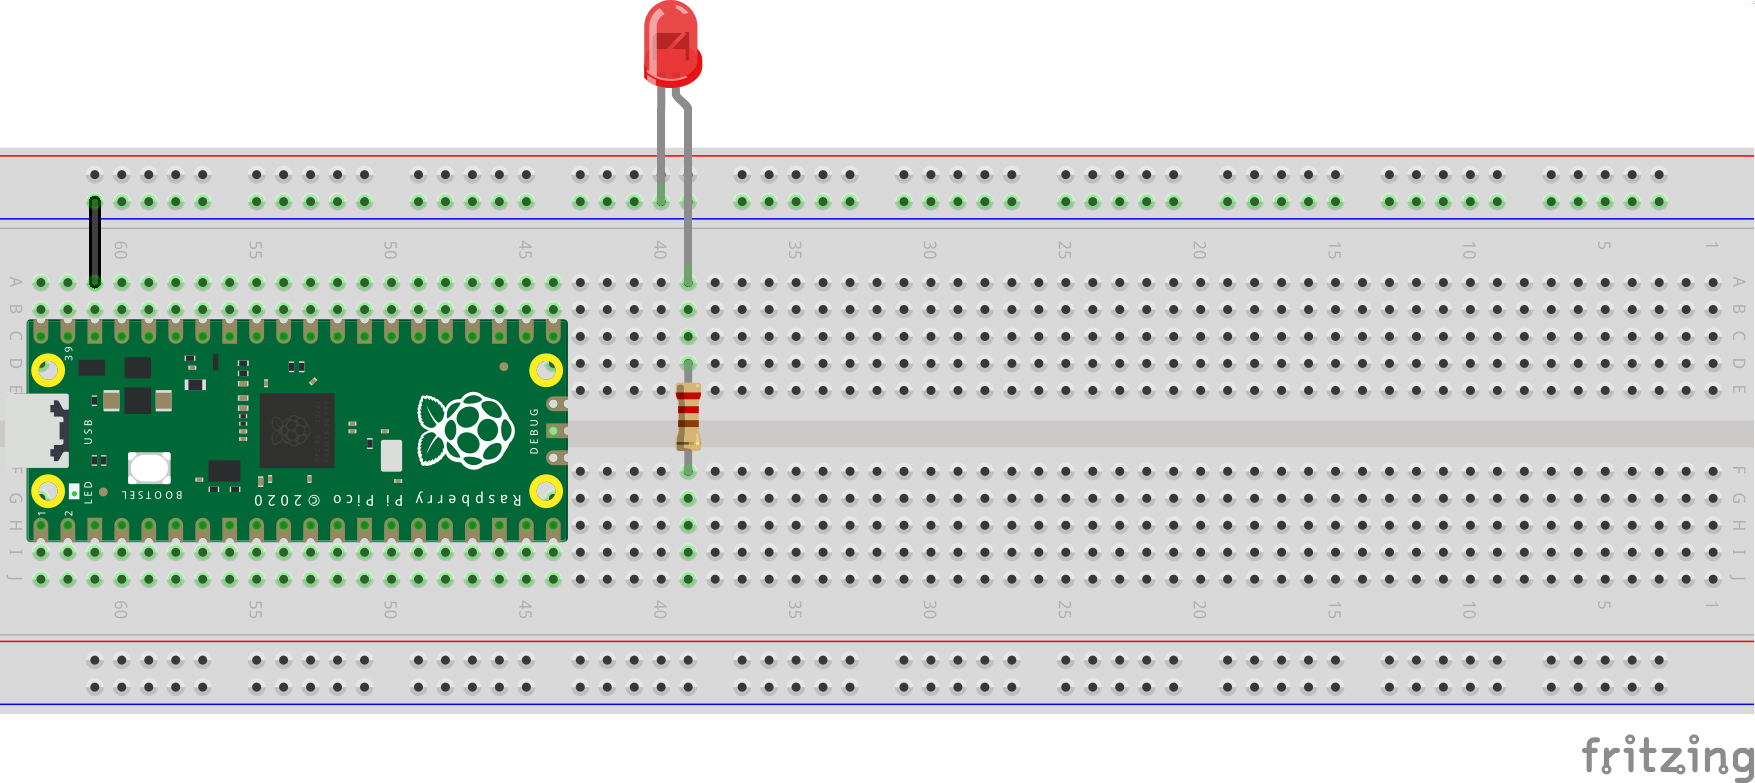 60 55 50 45 40 35 30 25 20 15 10 5 1
A A
B B
C C
D D
E E
39
USB
DEBUG
F F
G G
H H
I I
J J
LED
BOOTSEL
Raspberry Pi Pico © 2020
1 2
60 55 50 45 40 35 30 25 20 15 10 5 1
fritzing